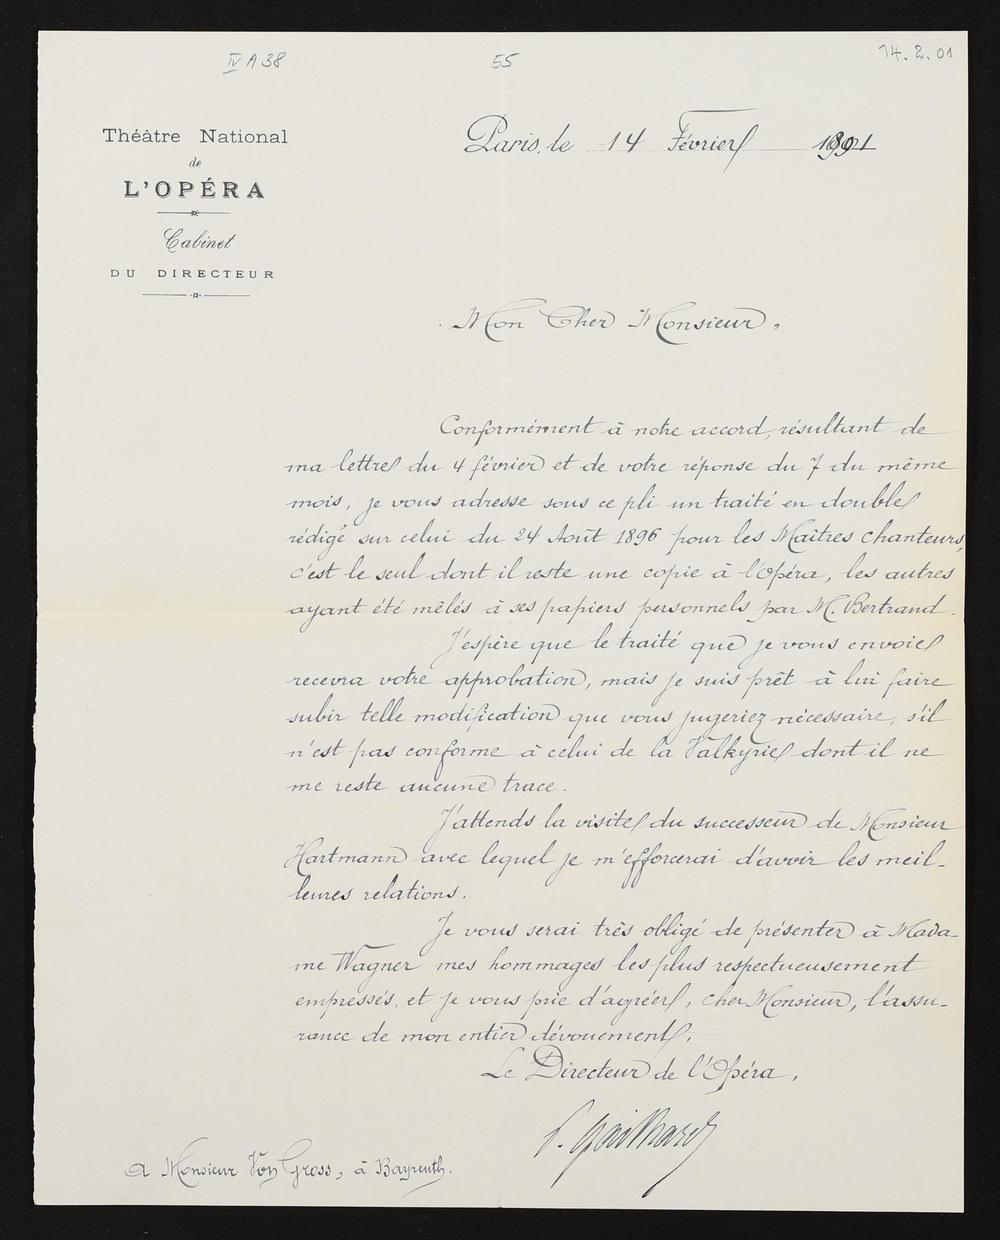 IV A 38
55
14. 2. 01
Théâtre National
de
L'OPÉRA
Cabinet
DU DIRECTEUR
Paris, le 14 Février 1901
Mon Cher Monsieur,
Conformément à notre accord, résultant de
ma lettre du 4 février et de votre réponse du 7 du même
mois, je vous adresse sous ce pli un traité en double
rédigé sur celui du 24 Août 1896 pour les Maîtres chanteurs,
c'est le seul dont il reste une copie à l'Opéra, les autres
ayant été mêlés à ses papiers personnels par M. Bertrand.
J'espère que le traité que je vous envoie
recevra votre approbation, mais je suis prêt à lui faire
subir telle modification que vous jugeriez nécessaire, s'il
n'est pas conforme à celui de la Valkyrie dont il ne
me reste aucune trace.
J'attends la visite du successeur de Monsieur
Hartmann avec lequel je m'efforcerai d'avoir les meil-
leures relations.
Je vous serai très obligé de présenter à Mada-
me Wagner mes hommages les plus respectueusement
empressés, et je vous prie d'agréer, cher Monsieur, l'assu-
rance de mon entier dévouement.
Le Directeur de l'Opéra,
P. Gailhard
A Monsieur Von Gross, à Bayreuth.